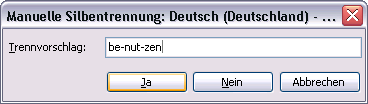 Manuelle Silbentrennung: Deutsch (Deutschland) - ...
Trennvorschlag: be-nut-zen
Ja Nein Abbrechen